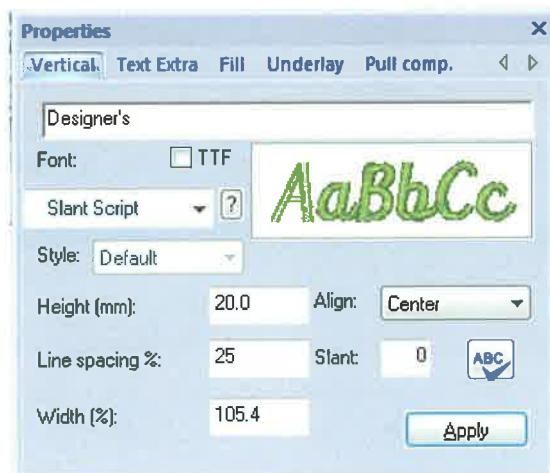 Properties
Vertical Text Extra Fill Underlay Pull comp.
Designer's
Font: TTF
Slant Script ?
AaBbCc
Style: Default
Height (mm): 20.0 Align: Center
Line spacing %: 25 Slant: 0 ABC
Width (%): 105.4 Apply